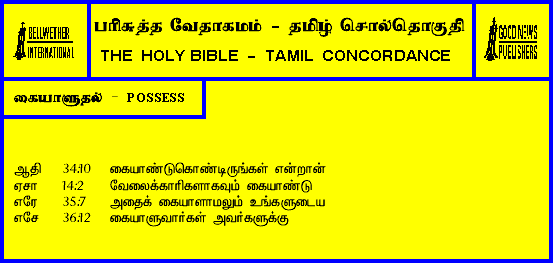 BELLWETHER
INTERNATIONAL
பரிசுத்த வேதாகமம் - தமிழ் சொல்தொகுதி
THE HOLY BIBLE - TAMIL CONCORDANCE
GOOD NEWS
PUBLISHERS
கையாளுதல் - POSSESS
ஆதி 34:10 கையாண்டுகொண்டிருங்கள் என்றான்
ஏசா 14:2 வேலைக்காரிகளாகவும் கையாண்டு
எரே 35:7 அதைக் கையாளாமலும் உங்களுடைய
எசே 36:12 கையாளுவார்கள் அவர்களுக்கு